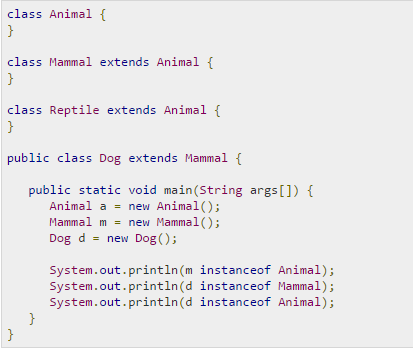 class Animal {
}
class Mammal extends Animal {
}
class Reptile extends Animal {
}
public class Dog extends Mammal {
public static void main(String args[]) {
Animal a = new Animal();
Mammal m = new Mammal();
Dog d = new Dog();
System.out.println(m instanceof Animal);
System.out.println(d instanceof Mammal);
System.out.println(d instanceof Animal);
}
}